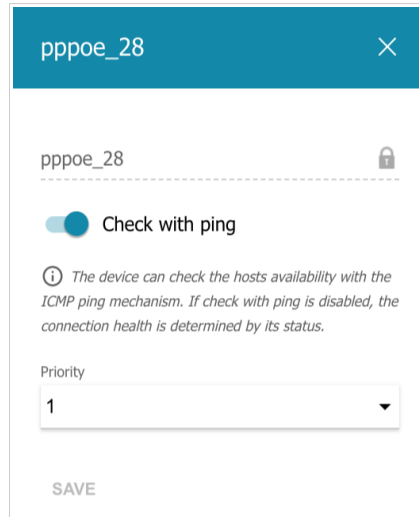 pppoe_28
pppoe_28
Check with ping
The device can check the hosts availability with the
ICMP ping mechanism. If check with ping is disabled, the
connection health is determined by its status.
Priority
1
SAVE